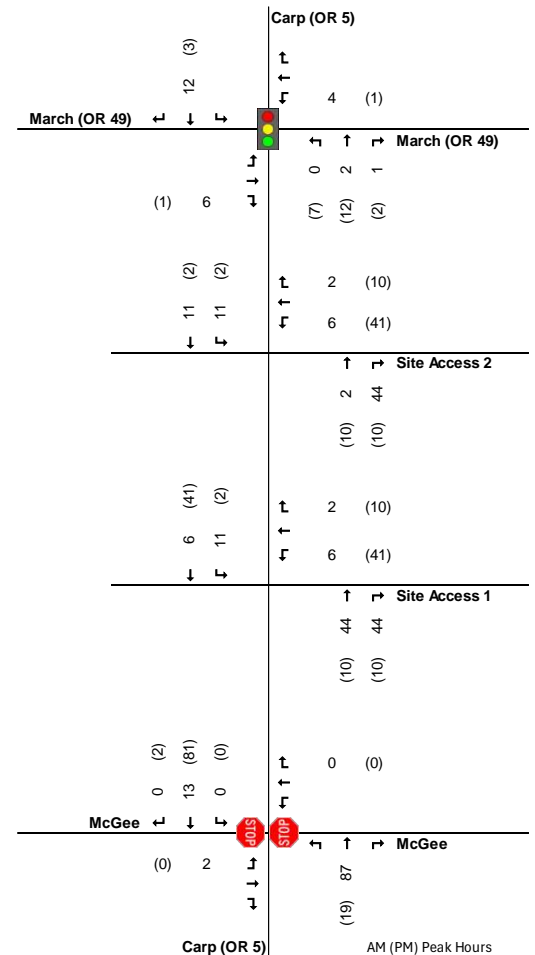 Carp (OR 5)
(3)
12
4 (1)
March (OR 49)
March (OR 49)
0 2 1
(1) 6
(7) (12) (2)
(2) (2)
11 11
2 (10)
6 (41)
Site Access 2
2 44
(10) (10)
(41) (2)
6 11
2 (10)
6 (41)
Site Access 1
44 44
(10) (10)
(2) (81) (0)
0 13 0
0 (0)
McGee
STOP STOP
McGee
(0) 2
87
(19)
Carp (OR 5)
AM (PM) Peak Hours